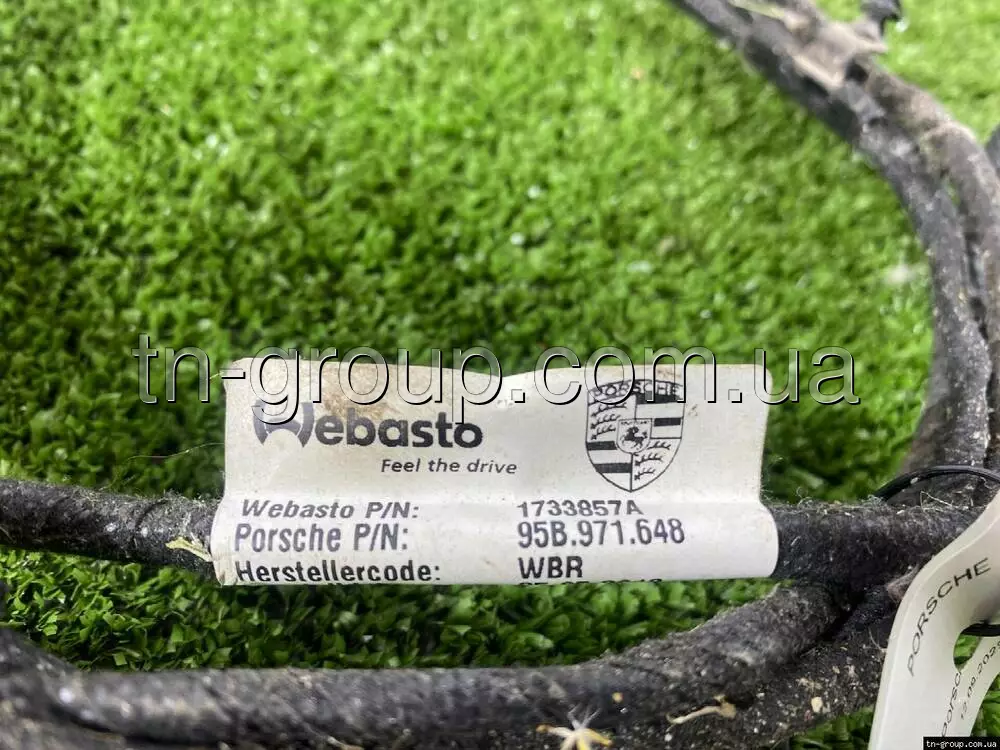 tn-group.com.ua
Webasto
PORSCHE
Feel the drive
Webasto P/N: 1733857A
Porsche P/N: 95B.971.648
Herstellercode: WBR
PORSCHE
Porsche
tn-group.com.ua